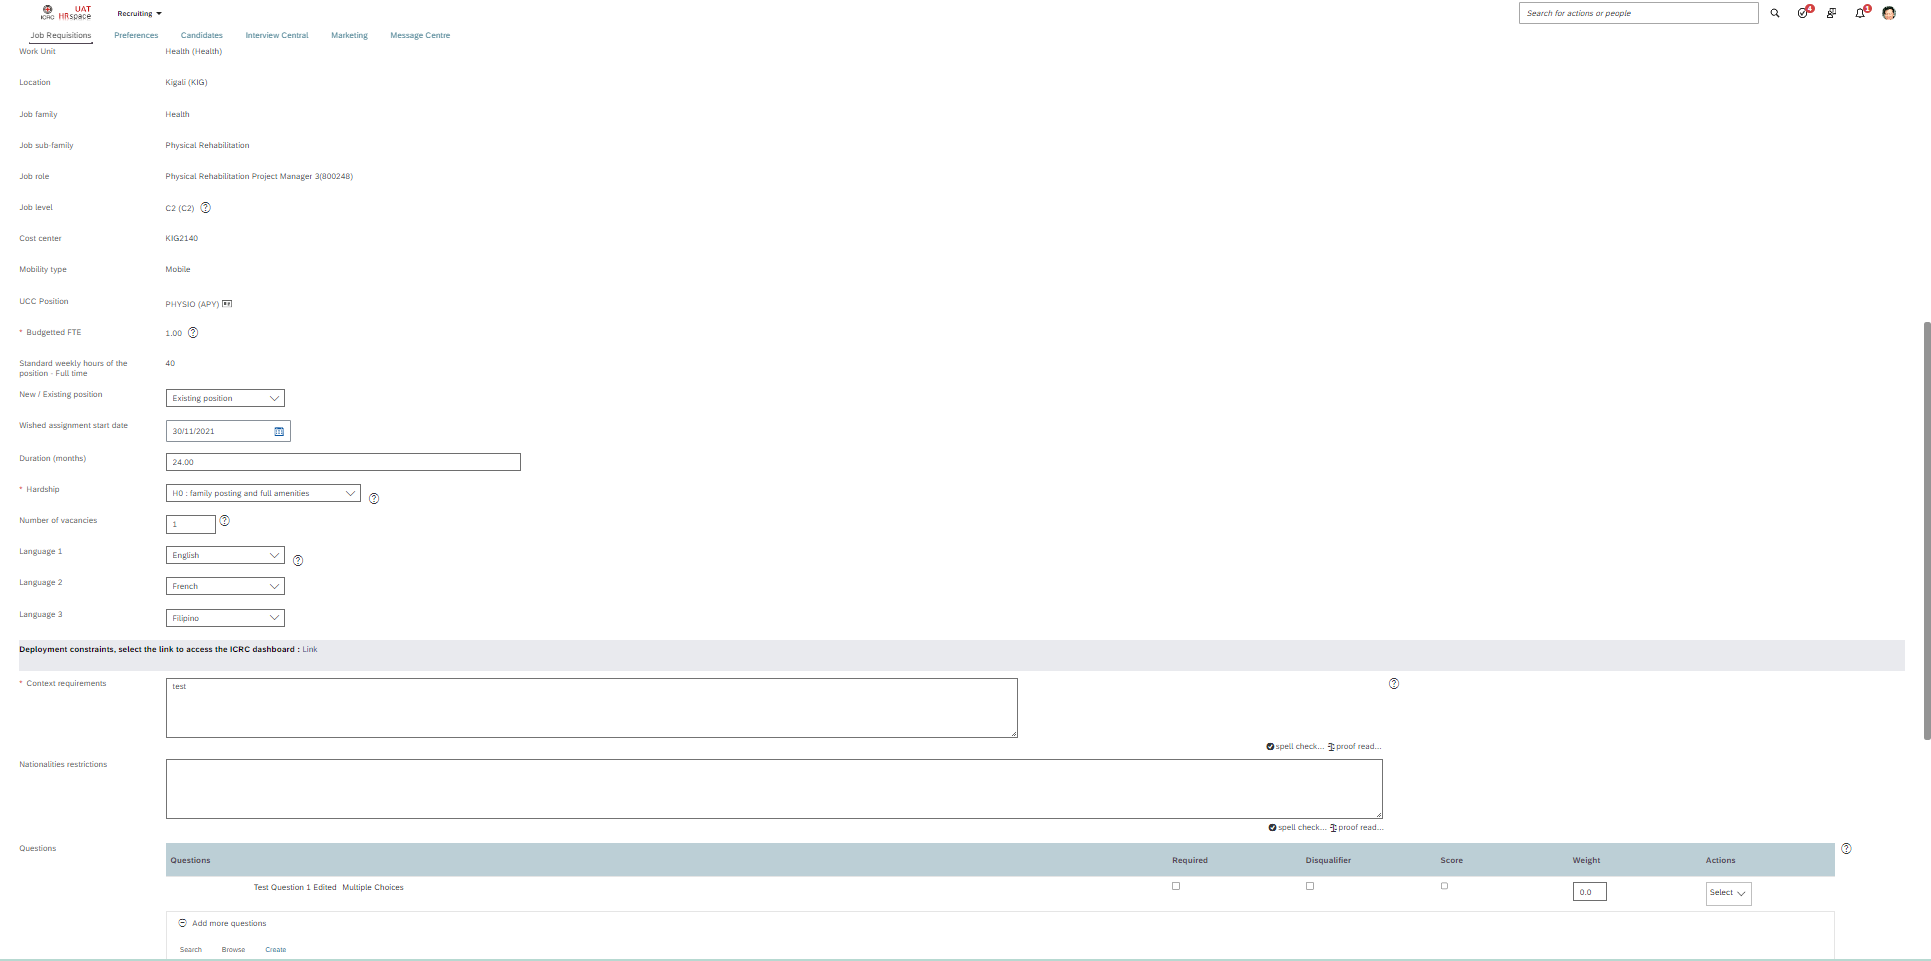 ICRC UAT HRspace Recruiting Search for actions or people 4 1
Job Requisitions Preferences Candidates Interview Central Marketing Message Centre
Work Unit Health (Health)
Location Kigali (KIG)
Job family Health
Job sub-family Physical Rehabilitation
Job role Physical Rehabilitation Project Manager 3(800248)
Job level C2 (C2) ?
Cost center KIG2140
Mobility type Mobile
UCC Position PHYSIO (APY)
* Budgetted FTE 1.00 ?
Standard weekly hours of the position - Full time 40
New / Existing position Existing position
Wished assignment start date 30/11/2021
Duration (months) 24.00
* Hardship H0 : family posting and full amenities ?
Number of vacancies 1 ?
Language 1 English ?
Language 2 French
Language 3 Filipino
Deployment constraints, select the link to access the ICRC dashboard : Link
* Context requirements test ?
spell check... proof read...
Nationalities restrictions
spell check... proof read...
Questions ?
Questions Required Disqualifier Score Weight Actions
Test Question 1 Edited Multiple Choices 0.0 Select
Add more questions
Search Browse Create